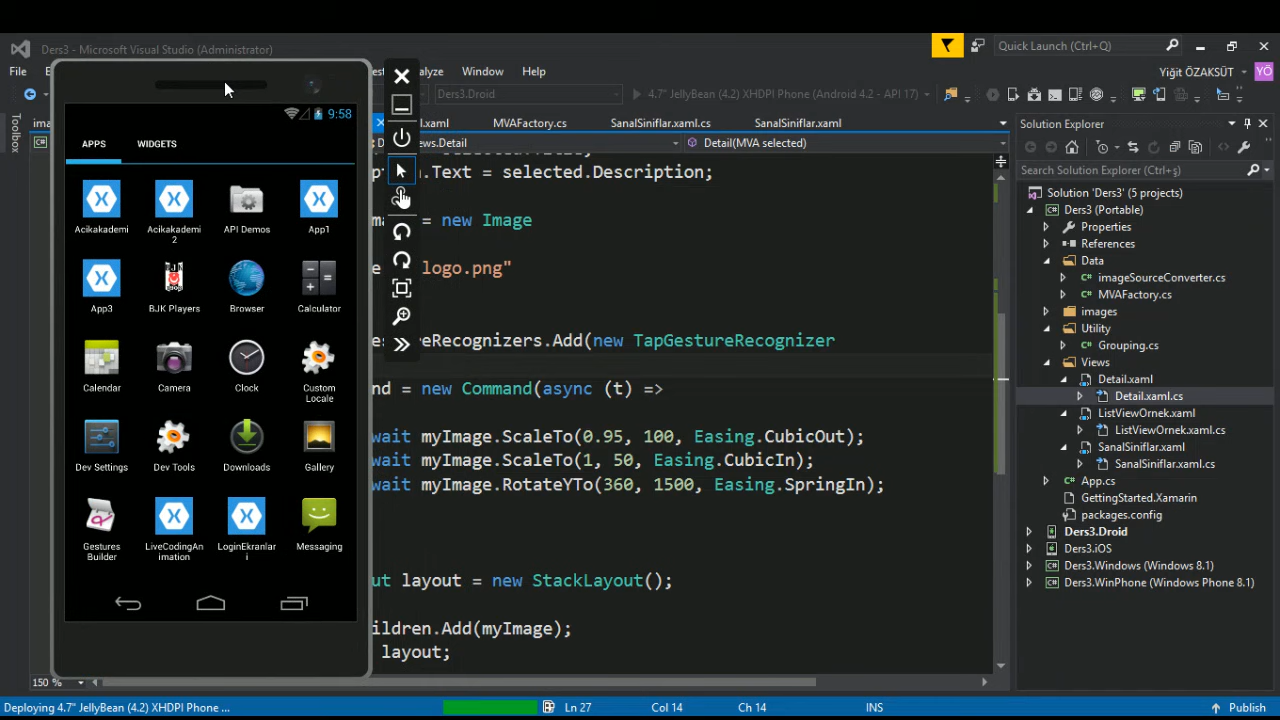 Ders3 - Microsoft Visual Studio (Administrator)
Quick Launch (Ctrl+Q)
File
Window
Help
Yiğit ÖZAKSÜT
YÖ
Ders3.Droid
4.7" JellyBean (4.2) XHDPI Phone (Android 4.2 - API 17)
Toolbox
MVAFactory.cs
SanalSiniflar.xaml.cs
SanalSiniflar.xaml
Detail(MVA selected)
.Text = selected.Description;
= new Image
logo.png"
reRecognizers.Add(new TapGestureRecognizer
nd = new Command(async (t) =>
wait myImage.ScaleTo(0.95, 100, Easing.CubicOut);
wait myImage.ScaleTo(1, 50, Easing.CubicIn);
wait myImage.RotateYTo(360, 1500, Easing.SpringIn);
ut layout = new StackLayout();
ildren.Add(myImage);
layout;
9:58
APPS
WIDGETS
Acikakademi
Acikakademi
2
API Demos
App1
App3
BJK Players
Browser
Calculator
Calendar
Camera
Clock
Custom
Locale
Dev Settings
Dev Tools
Downloads
Gallery
Gestures
Builder
LiveCodingAn
imation
LoginEkranlar
i
Messaging
Solution Explorer
Search Solution Explorer (Ctrl+ş)
Solution 'Ders3' (5 projects)
Ders3 (Portable)
Properties
References
Data
imageSourceConverter.cs
MVAFactory.cs
images
Utility
Grouping.cs
Views
Detail.xaml
Detail.xaml.cs
ListViewOrnek.xaml
ListViewOrnek.xaml.cs
SanalSiniflar.xaml
SanalSiniflar.xaml.cs
App.cs
GettingStarted.Xamarin
packages.config
Ders3.Droid
Ders3.iOS
Ders3.Windows (Windows 8.1)
Ders3.WinPhone (Windows Phone 8.1)
150 %
Deploying 4.7" JellyBean (4.2) XHDPI Phone ...
Ln 27
Col 14
Ch 14
INS
Publish